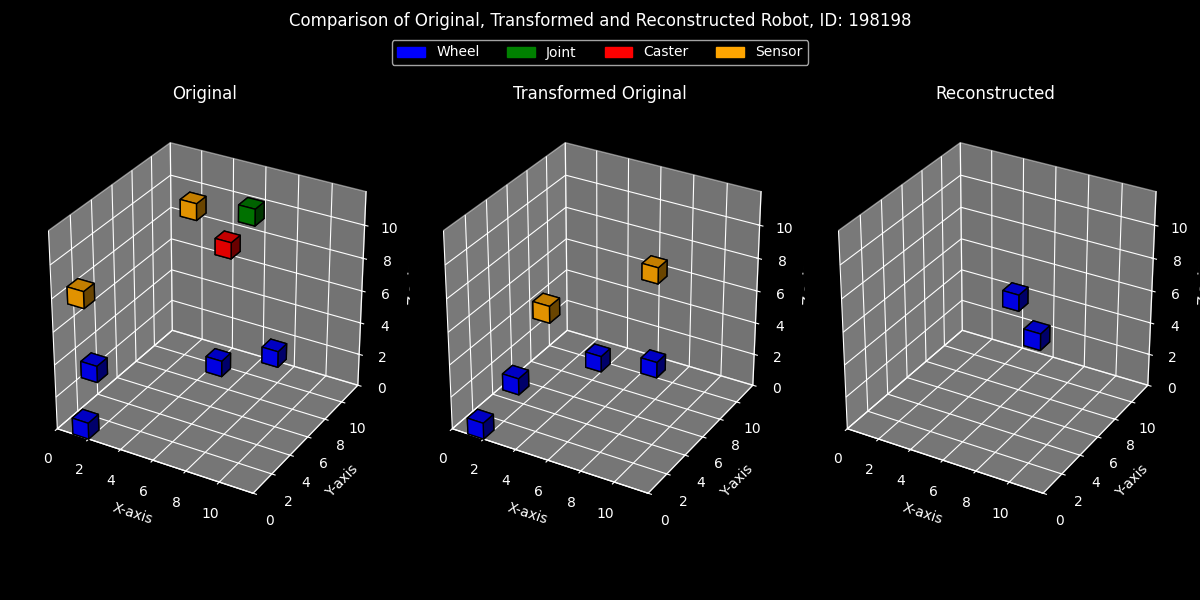 Comparison of Original, Transformed and Reconstructed Robot, ID: 198198
Wheel Joint Caster Sensor
Original
Transformed Original
Reconstructed
10
8
6
4
2
0
0 2 4 6 8 10
0 2 4 6 8 10
X-axis
Y-axis
10
8
6
4
2
0
0 2 4 6 8 10
0 2 4 6 8 10
X-axis
Y-axis
10
8
6
4
2
0
0 2 4 6 8 10
0 2 4 6 8 10
X-axis
Y-axis